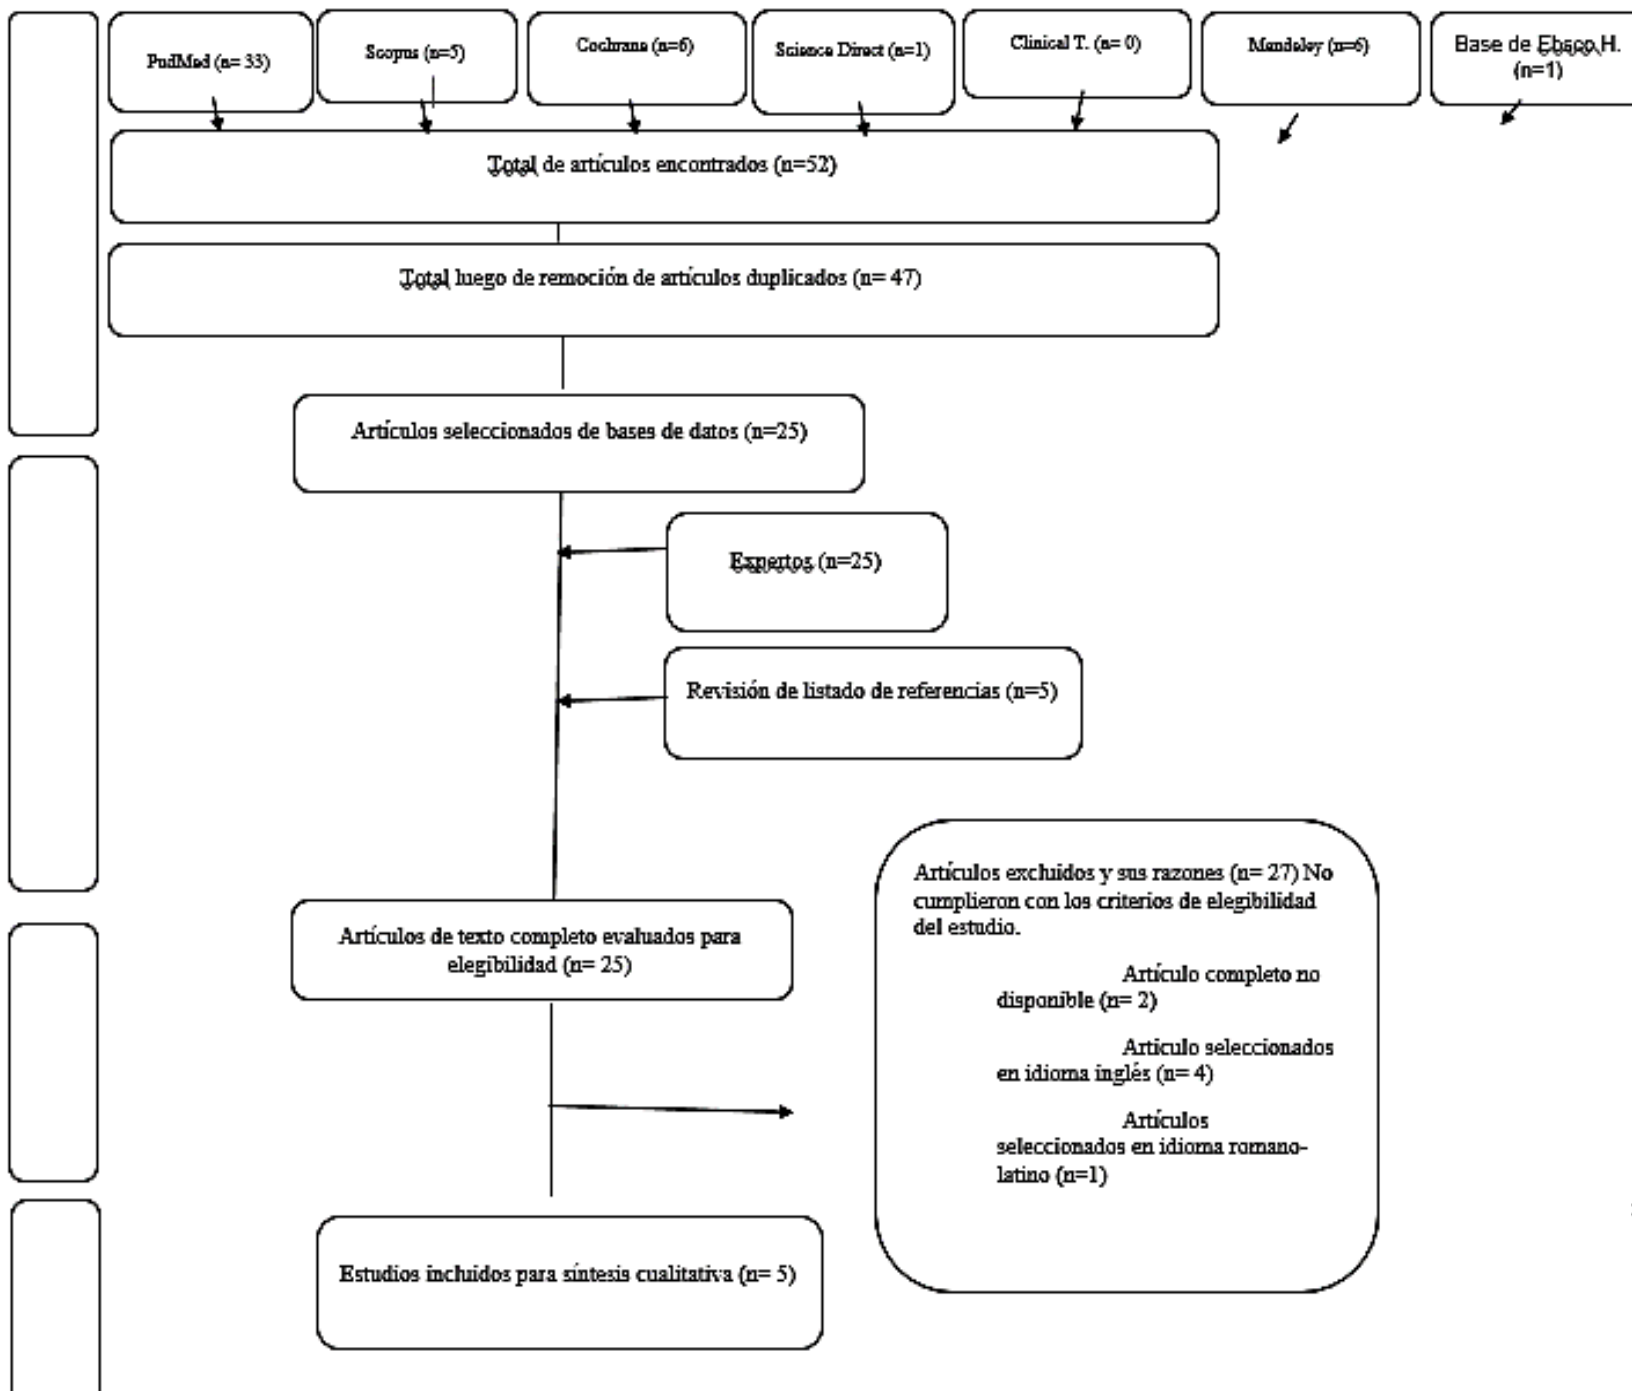 PudMed (n= 33)
Scopus (n=5)
Cochrane (n=6)
Science Direct (n=1)
Clinical T. (n= 0)
Mendeley (n=6)
Base de Ebsco H.
(n=1)
Total de artículos encontrados (n=52)
Total luego de remoción de artículos duplicados (n= 47)
Artículos seleccionados de bases de datos (n=25)
Expertos (n=25)
Revisión de listado de referencias (n=5)
Artículos de texto completo evaluados para
elegibilidad (n= 25)
Artículos excluidos y sus razones (n= 27) No
cumplieron con los criterios de elegibilidad
del estudio.
Artículo completo no
disponible (n= 2)
Artículo seleccionados
en idioma inglés (n= 4)
Artículos
seleccionados en idioma romano-
latino (n=1)
Estudios incluidos para síntesis cualitativa (n= 5)